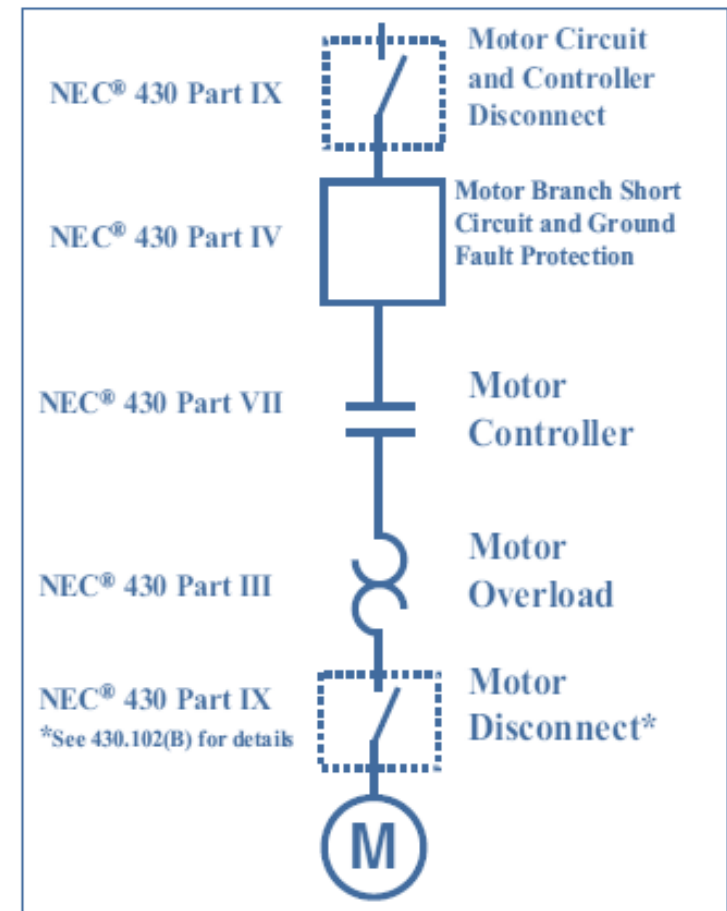 NEC® 430 Part IX
Motor Circuit
and Controller
Disconnect
NEC® 430 Part IV
Motor Branch Short
Circuit and Ground
Fault Protection
NEC® 430 Part VII
Motor
Controller
NEC® 430 Part III
Motor
Overload
NEC® 430 Part IX
*See 430.102(B) for details
Motor
Disconnect*
M